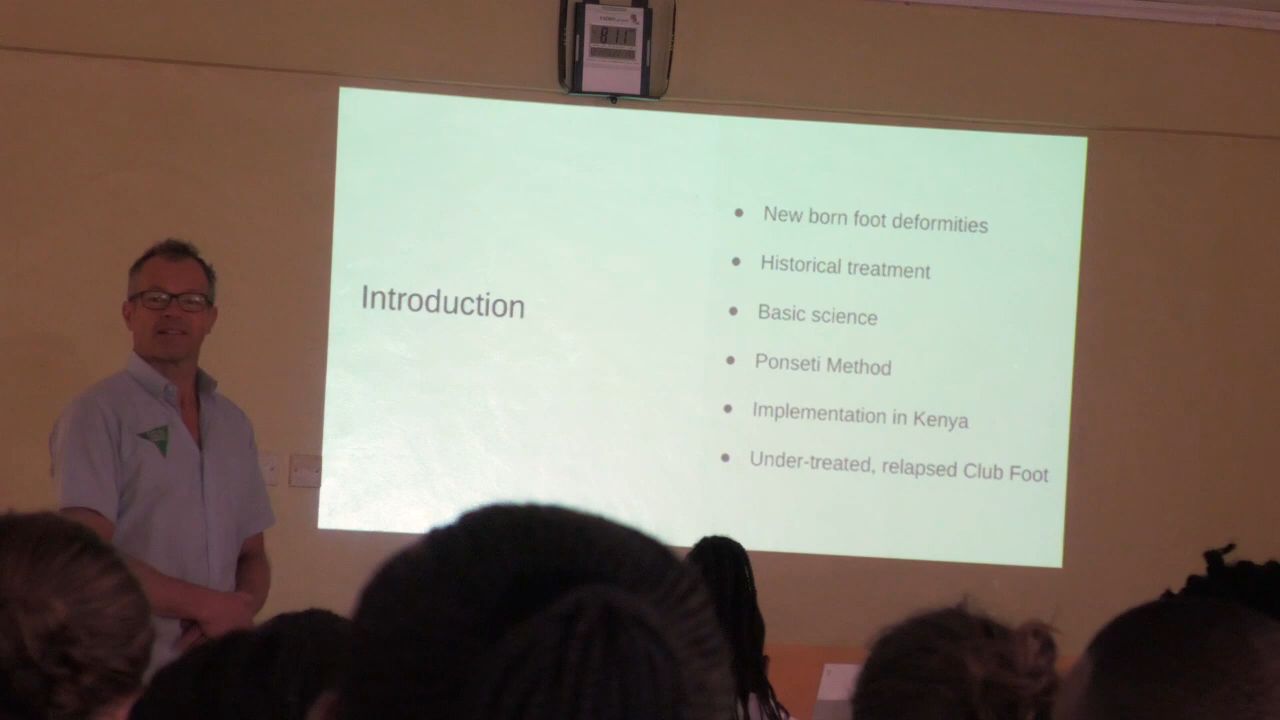 8:11
Introduction
New born foot deformities
Historical treatment
Basic science
Ponseti Method
Implementation in Kenya
Under-treated, relapsed Club Foot